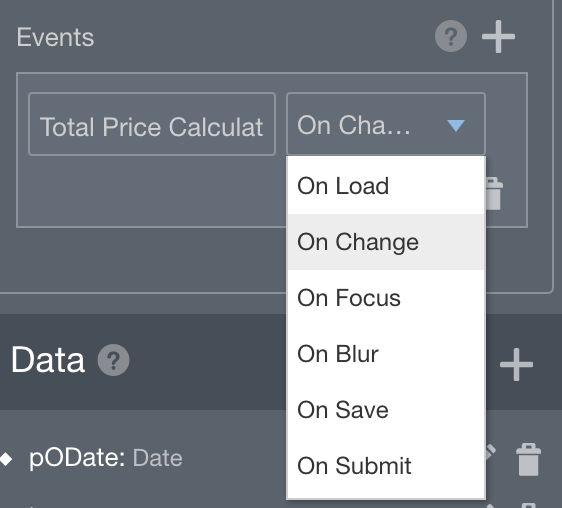 Events ?
Total Price Calculat On Cha...
On Load
On Change
On Focus
On Blur
On Save
On Submit
Data ?
pODate: Date